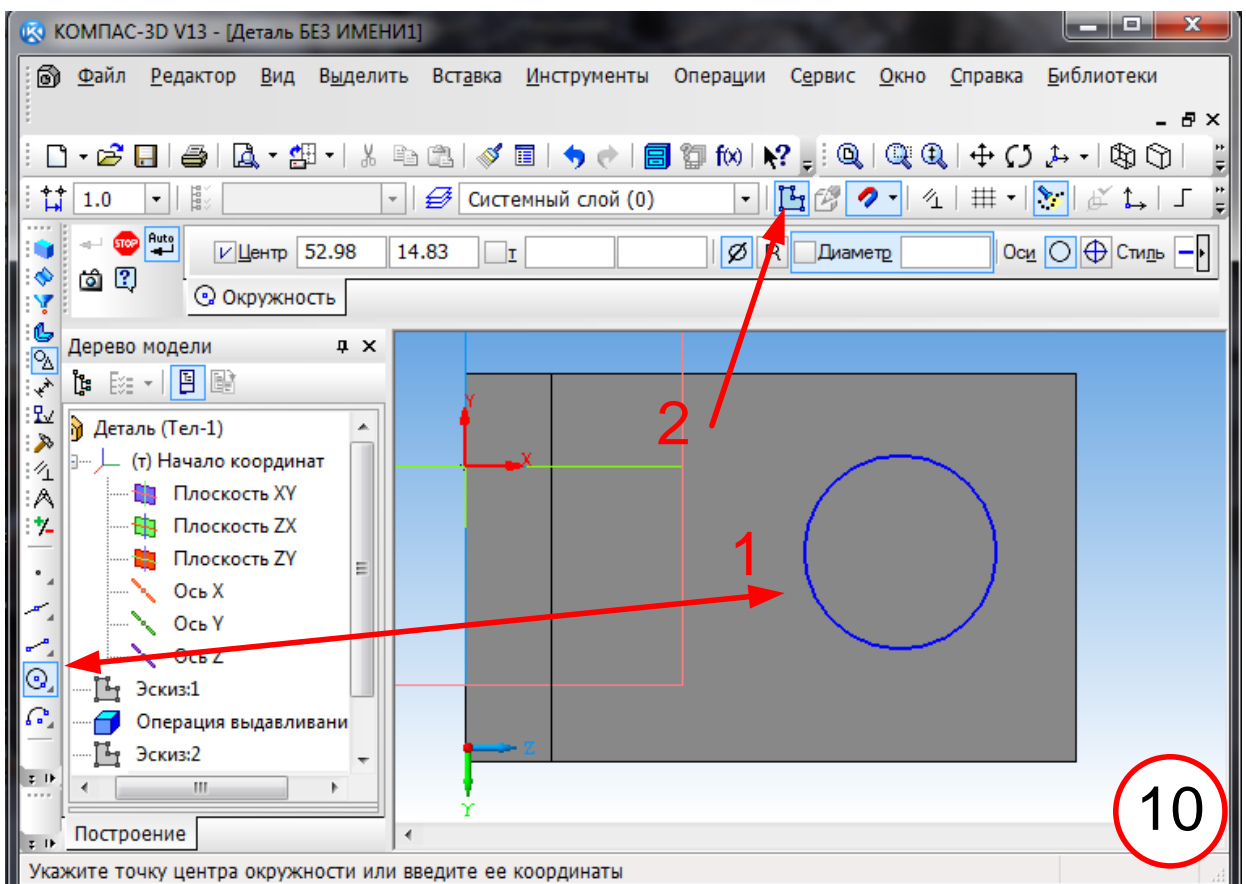 КОМПАС-3D V13 - [Деталь БЕЗ ИМЕНИ1]
Файл Редактор Вид Выделить Вставка Инструменты Операции Сервис Окно Справка Библиотеки
f(x)
1.0 Системный слой (0)
STOP Auto Центр 52.98 14.83 т R Диаметр Оси Стиль
Окружность
Дерево модели
Деталь (Тел-1)
(т) Начало координат
Плоскость XY
Плоскость ZX
Плоскость ZY
Ось X
Ось Y
Ось Z
Эскиз:1
Операция выдавливани
Эскиз:2
Построение
Y
X
2
1
Z
Y
10
Укажите точку центра окружности или введите ее координаты